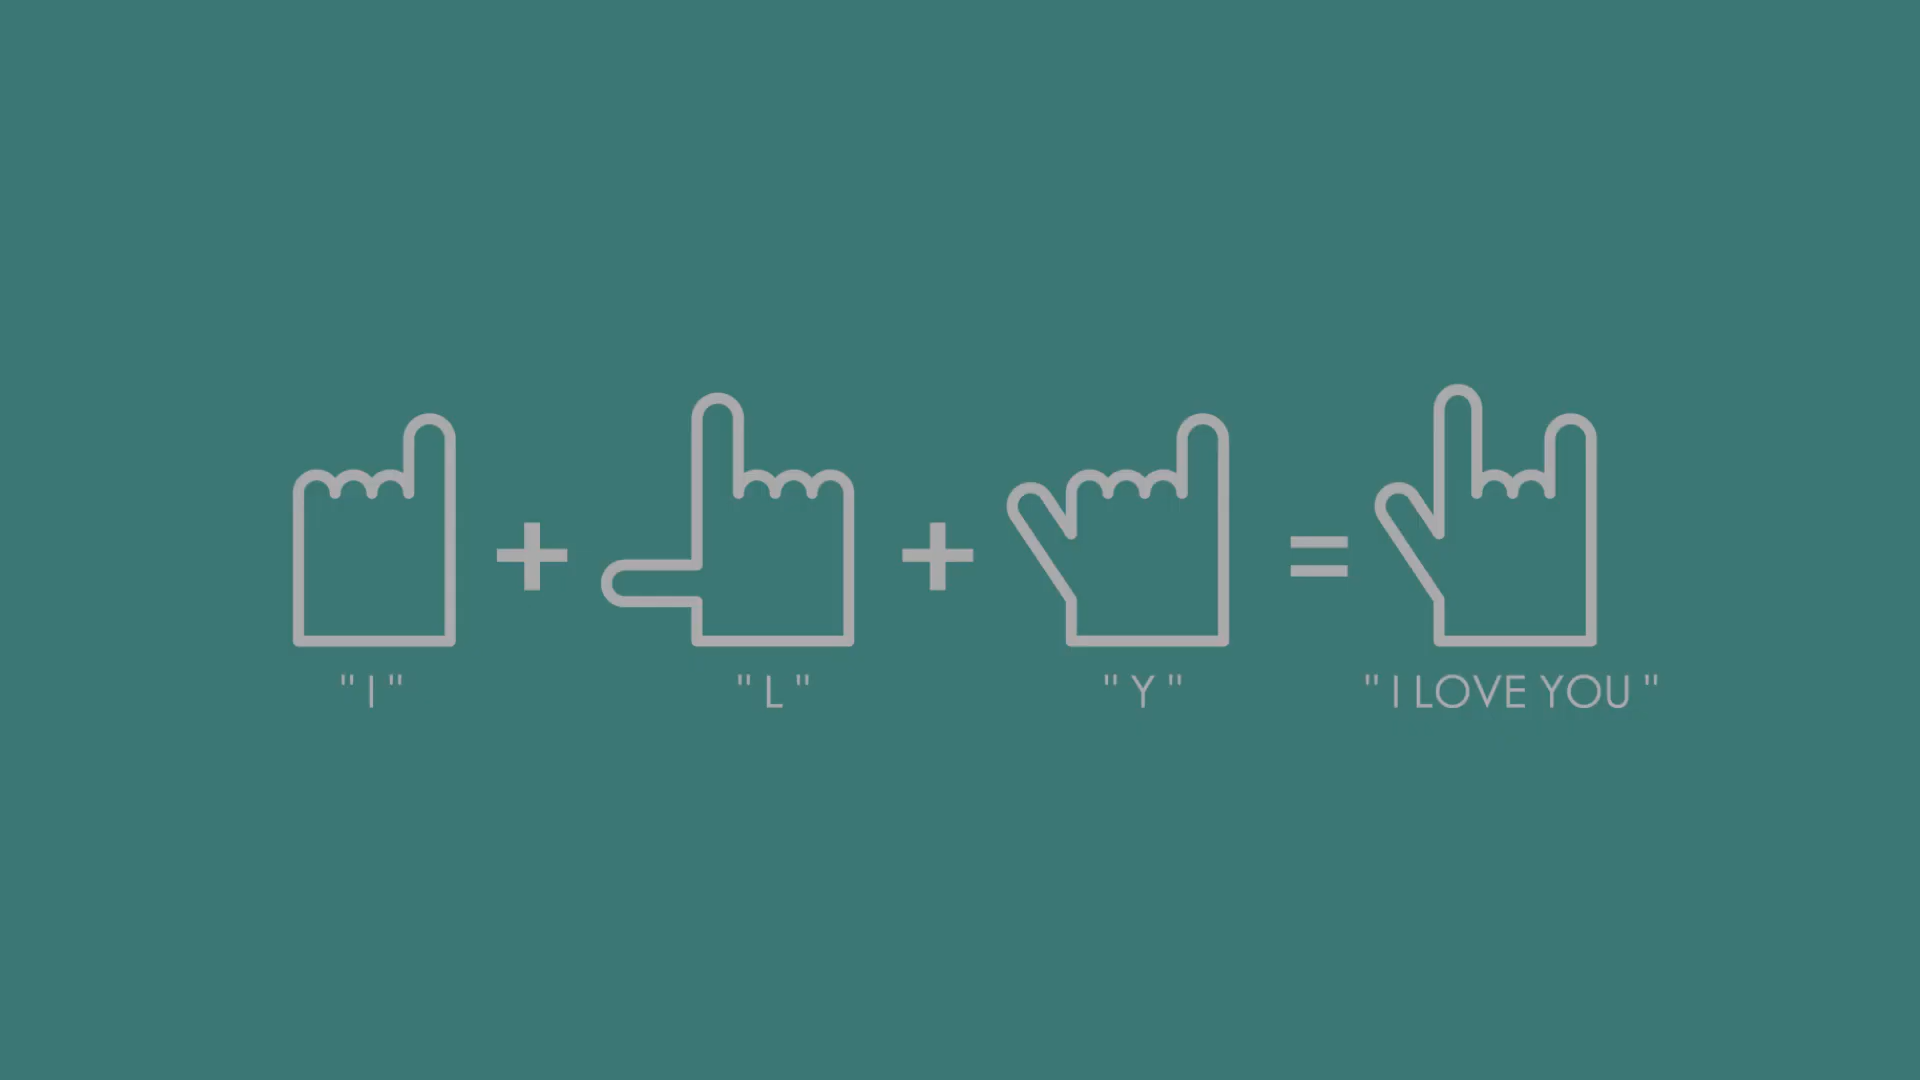 + + =
" I " " L " " Y " " I LOVE YOU "